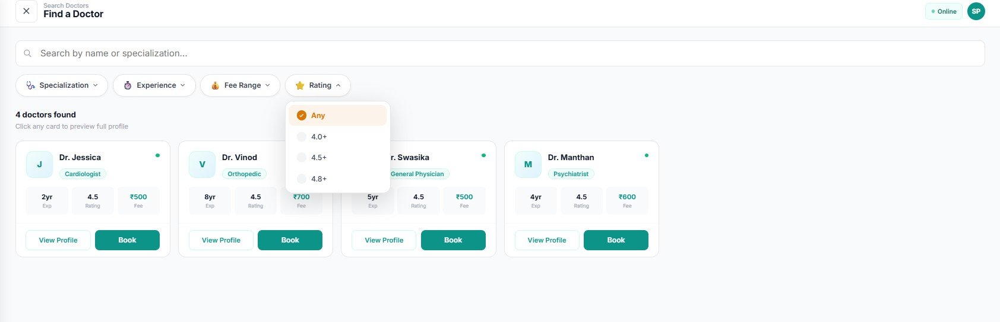 Search Doctors
Find a Doctor
Online
SP
Search by name or specialization...
Specialization
Experience
Fee Range
Rating
Any
4.0+
4.5+
4.8+
4 doctors found
Click any card to preview full profile
J
Dr. Jessica
Cardiologist
2yr
Exp
4.5
Rating
₹500
Fee
View Profile
Book
V
Dr. Vinod
Orthopedic
8yr
Exp
4.5
Rating
₹700
Fee
View Profile
Book
r. Swasika
General Physician
5yr
Exp
4.5
Rating
₹500
Fee
View Profile
Book
M
Dr. Manthan
Psychiatrist
4yr
Exp
4.5
Rating
₹600
Fee
View Profile
Book